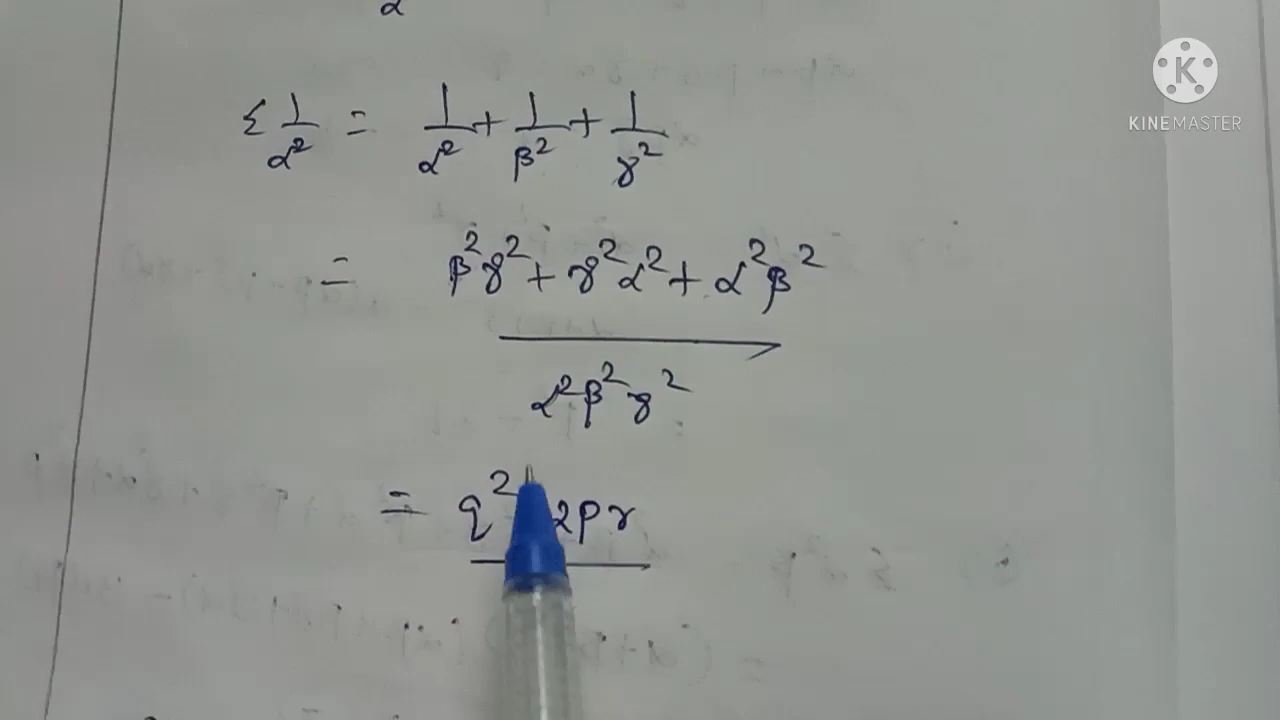 α
Σ 1/α² = 1/α² + 1/β² + 1/γ²
K
KINEMASTER
= β²γ² + γ²α² + α²β²
α²β²γ²
= q² 2pr